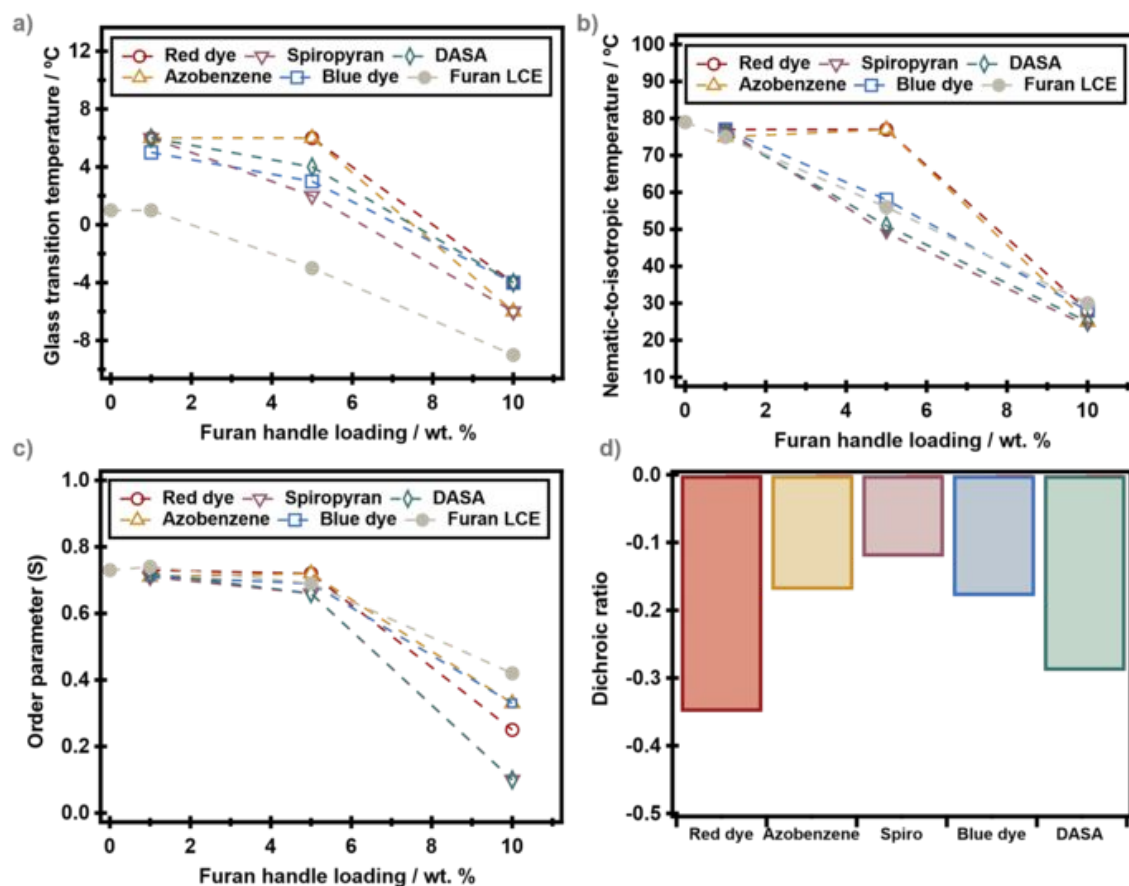 a)
Glass transition temperature / ºC
12
8
4
0
-4
-8
Red dye Spiropyran DASA
Azobenzene Blue dye Furan LCE
0 2 4 6 8 10
Furan handle loading / wt. %
b)
Nematic-to-isotropic temperature / ºC
100
90
80
70
60
50
40
30
20
10
Red dye Spiropyran DASA
Azobenzene Blue dye Furan LCE
0 2 4 6 8 10
Furan handle loading / wt. %
c)
Order parameter (S)
1.0
0.8
0.6
0.4
0.2
0.0
Red dye Spiropyran DASA
Azobenzene Blue dye Furan LCE
0 2 4 6 8 10
Furan handle loading / wt. %
d)
Dichroic ratio
0.0
-0.1
-0.2
-0.3
-0.4
-0.5
Red dye Azobenzene Spiro Blue dye DASA